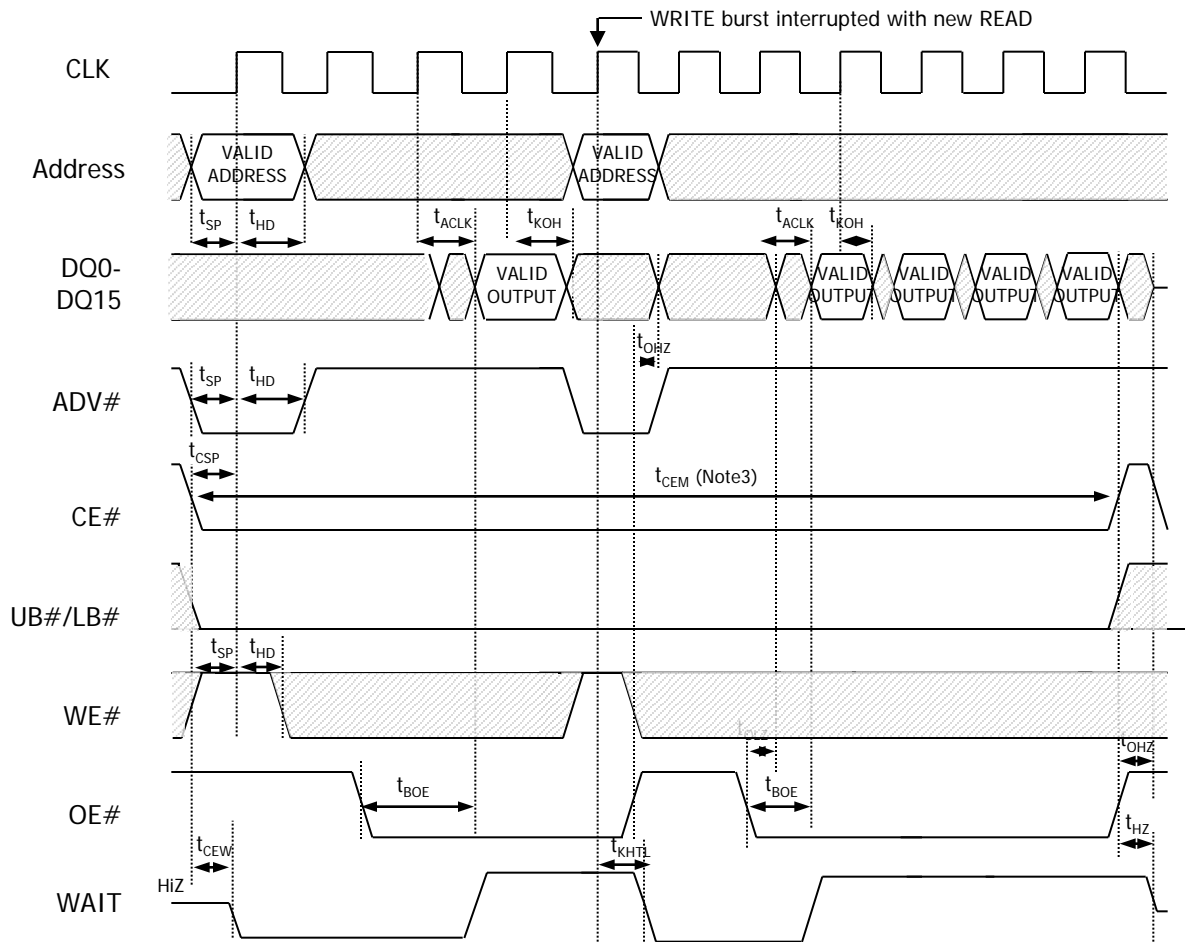 WRITE burst interrupted with new READ
CLK
Address
VALID
ADDRESS
VALID
ADDRESS
tSP
tHD
tACLK
tKOH
tACLK
tKOH
DQ0-
DQ15
VALID
OUTPUT
VALID
OUTPUT
VALID
OUTPUT
VALID
OUTPUT
VALID
OUTPUT
tOHZ
ADV#
tSP
tHD
tCSP
CE#
tCEM (Note3)
UB#/LB#
tSP
tHD
WE#
tOLZ
tOHZ
OE#
tBOE
tBOE
tCEW
tKHTL
tHZ
HiZ
WAIT